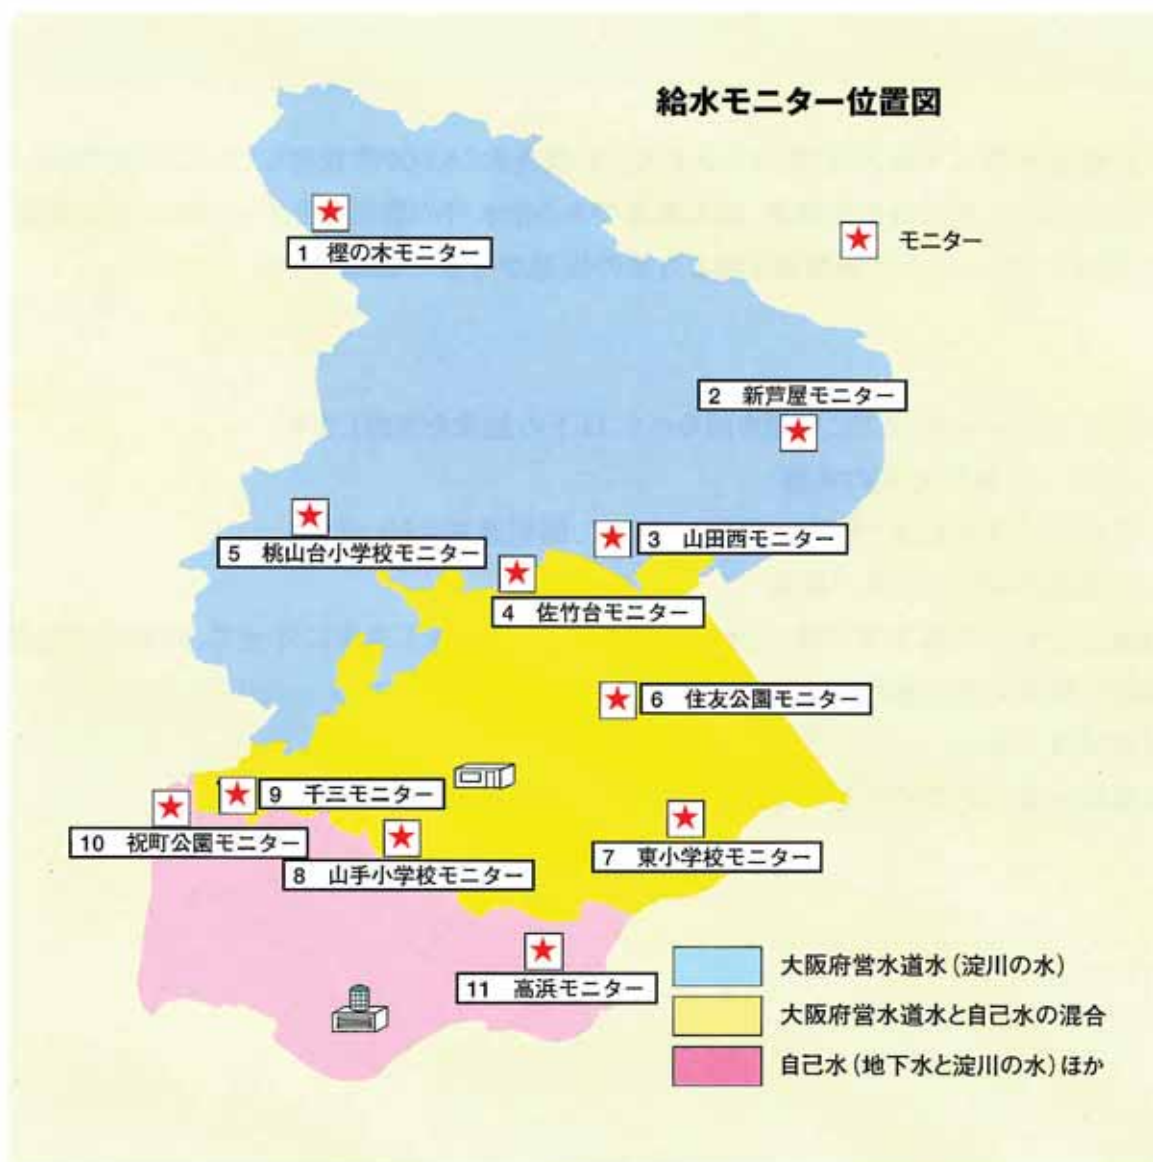 給水モニター位置図
モニター
1 樫の木モニター
2 新芦屋モニター
3 山田西モニター
5 桃山台小学校モニター
4 佐竹台モニター
6 住友公園モニター
9 千三モニター
10 祝町公園モニター
8 山手小学校モニター
7 東小学校モニター
11 高浜モニター
大阪府営水道水(淀川の水)
大阪府営水道水と自己水の混合
自己水(地下水と淀川の水)ほか